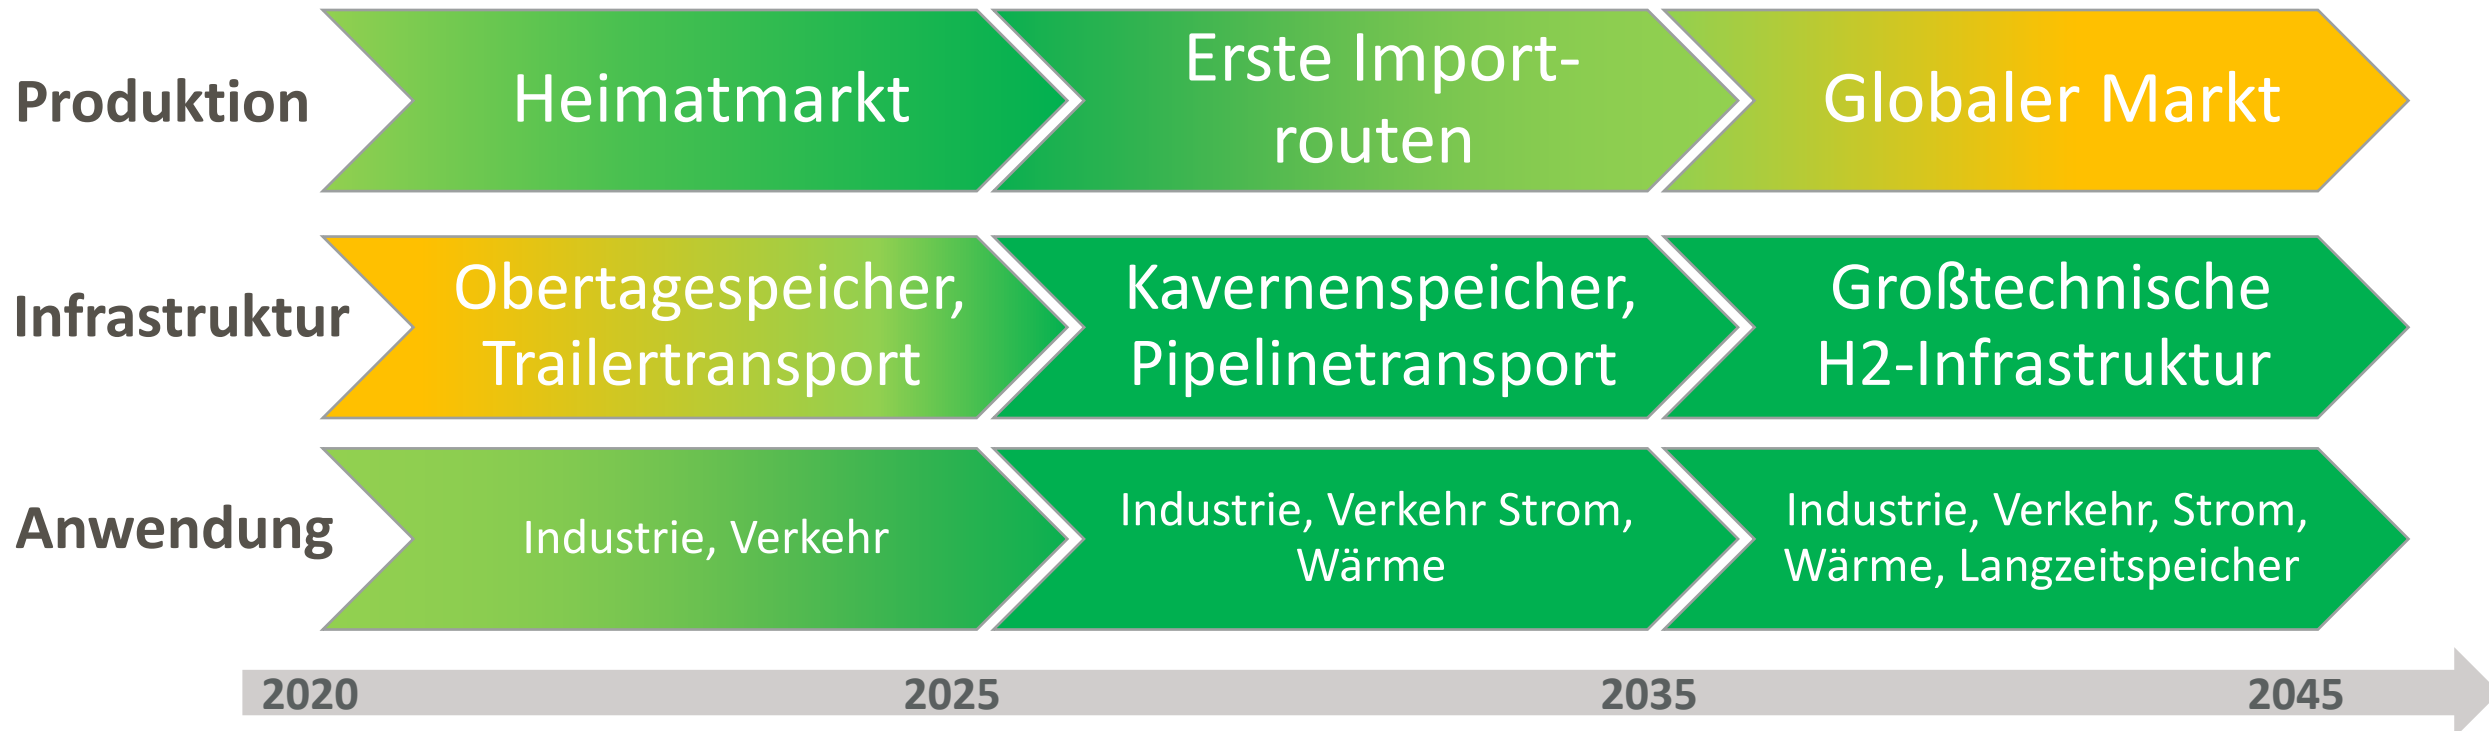 Produktion
Heimatmarkt
Erste Import-
routen
Globaler Markt
Infrastruktur
Obertagespeicher,
Trailertransport
Kavernenspeicher,
Pipelinetransport
Großtechnische
H2-Infrastruktur
Anwendung
Industrie, Verkehr
Industrie, Verkehr Strom,
Wärme
Industrie, Verkehr, Strom,
Wärme, Langzeitspeicher
2020
2025
2035
2045